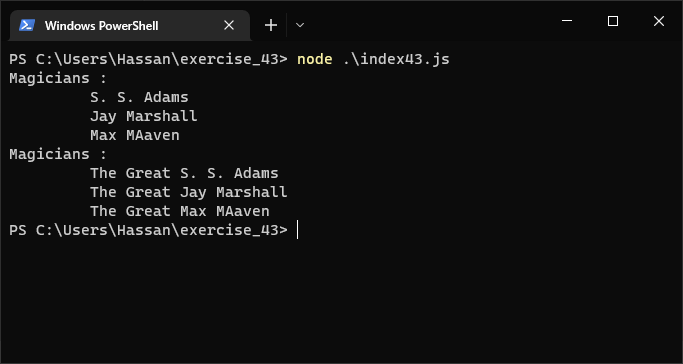 Windows PowerShell
PS C:\Users\Hassan\exercise_43> node .\index43.js
Magicians :
S. S. Adams
Jay Marshall
Max MAaven
Magicians :
The Great S. S. Adams
The Great Jay Marshall
The Great Max MAaven
PS C:\Users\Hassan\exercise_43>